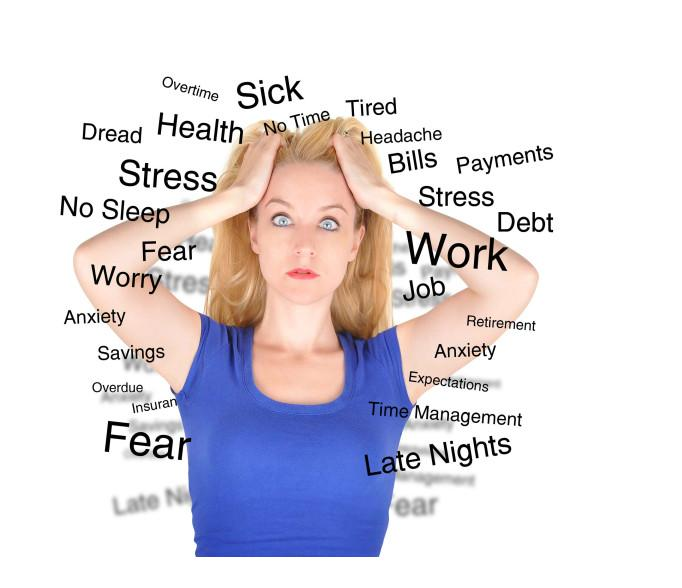 Overtime
Sick
No Time
Tired
Dread
Health
Headache
Bills
Payments
Stress
Stress
No Sleep
Debt
Fear
Work
Worry
Job
Anxiety
Retirement
Savings
Anxiety
Overdue
Expectations
Insuran
Time Management
Fear
Late Nights